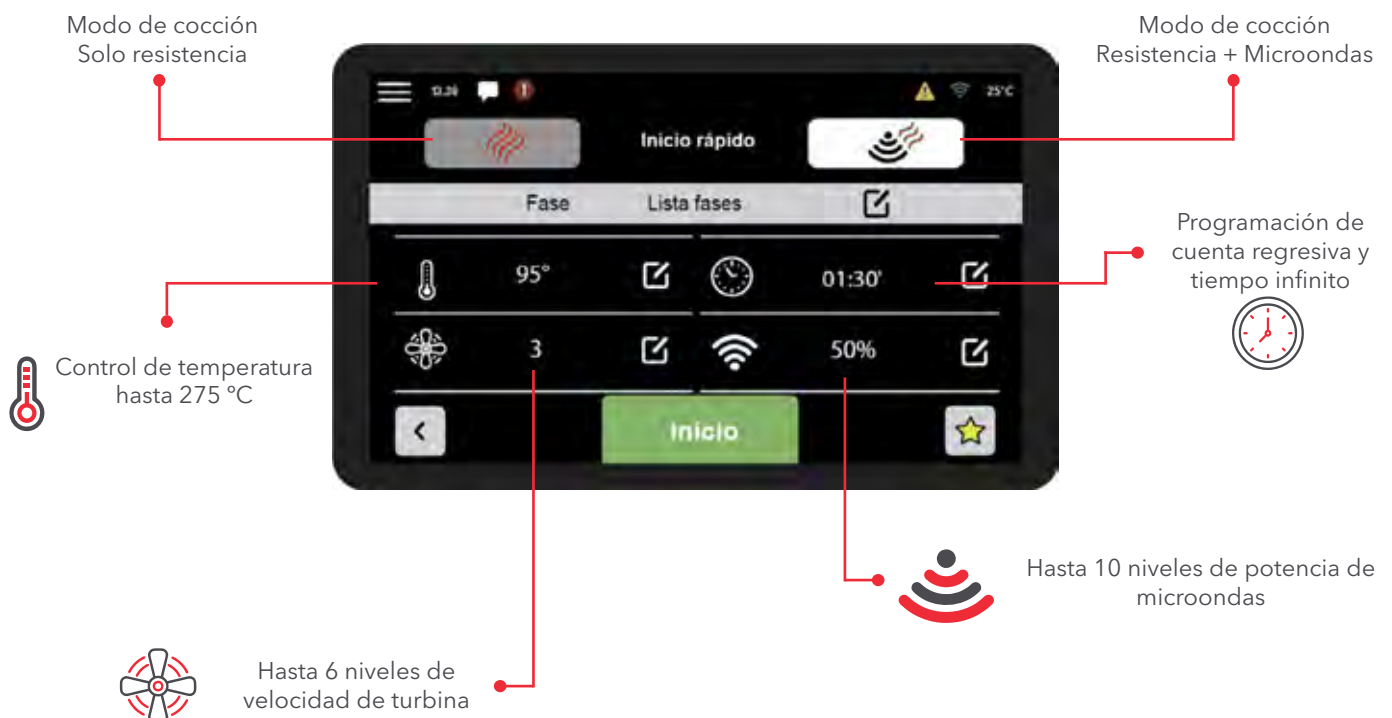 Modo de cocción
Solo resistencia
Modo de cocción
Resistencia + Microondas
25°C
Inicio rápido
Fase Lista fases
95° 01:30'
3 50%
Inicio
Programación de
cuenta regresiva y
tiempo infinito
Control de temperatura
hasta 275 °C
Hasta 10 niveles de potencia de
microondas
Hasta 6 niveles de
velocidad de turbina